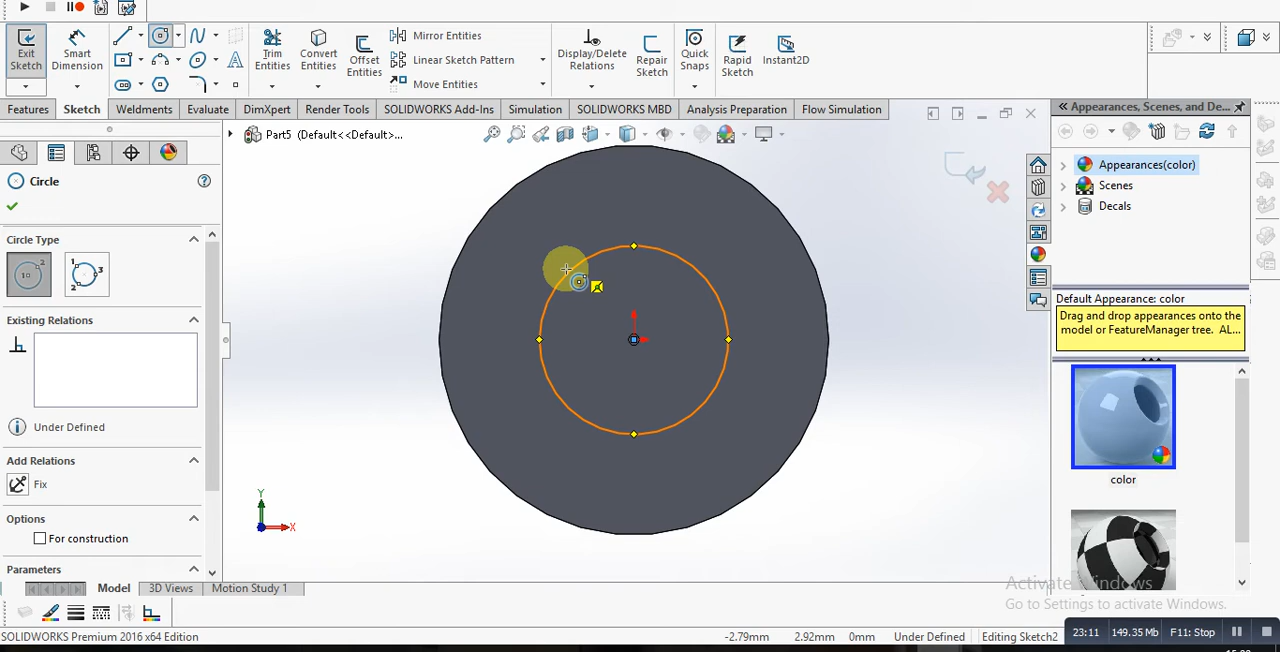 Exit Sketch
Smart Dimension
Trim Entities
Convert Entities
Offset Entities
Mirror Entities
Linear Sketch Pattern
Move Entities
Display/Delete Relations
Repair Sketch
Quick Snaps
Rapid Sketch
Instant2D
Features Sketch Weldments Evaluate DimXpert Render Tools SOLIDWORKS Add-Ins Simulation SOLIDWORKS MBD Analysis Preparation Flow Simulation
Appearances, Scenes, and De...
Part5 (Default<<Default>...
Circle
Circle Type
Existing Relations
Under Defined
Add Relations
Fix
Options
For construction
Parameters
Y
X
Appearances(color)
Scenes
Decals
Default Appearance: color
Drag and drop appearances onto the
model or FeatureManager tree. AL...
color
Model 3D Views Motion Study 1
Activate Windows
Go to Settings to activate Windows.
SOLIDWORKS Premium 2016 x64 Edition
-2.79mm 2.92mm 0mm Under Defined Editing Sketch2
23:11 149.35 Mb F11: Stop